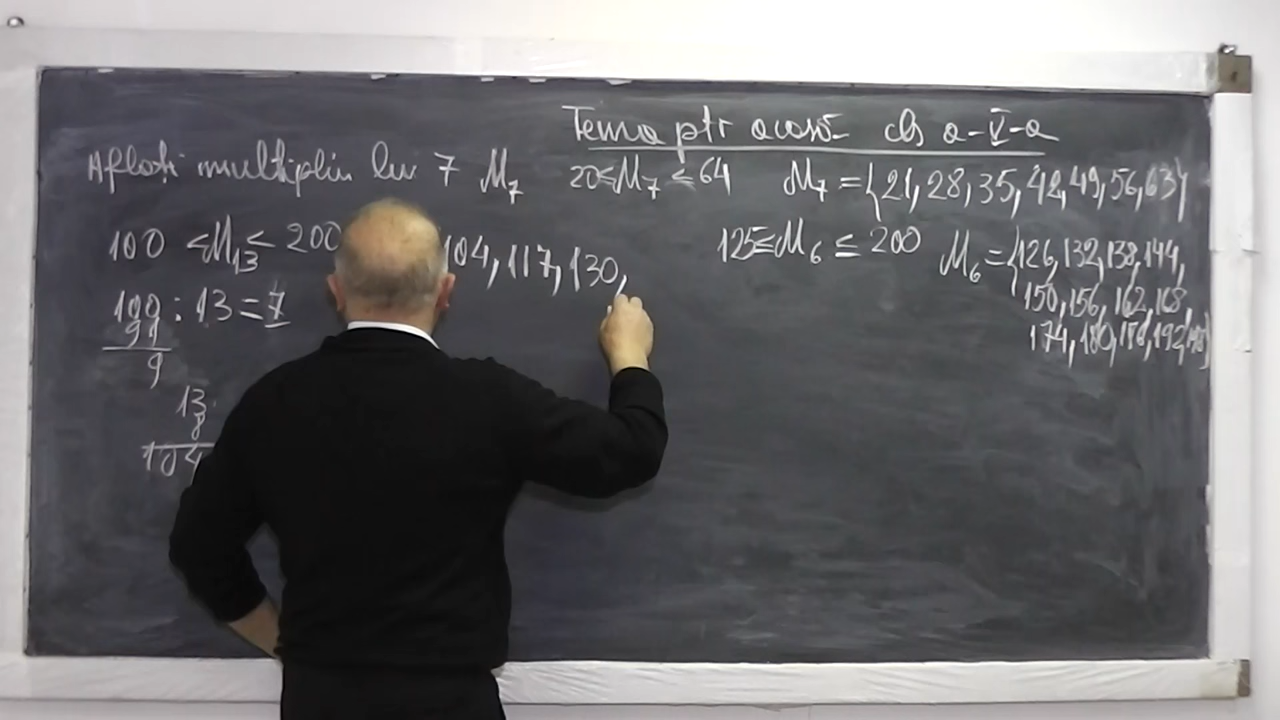 Tema ptr acasă cls a-V-a
Aflați multiplii lui 7 M₇ 20≤M₇≤64 M₇={21,28,35,42,49,56,63}
100 ≤M₁₃≤ 200 104,117,130,
125≤M₆≤200 M₆={126,132,138,144,
150,156,162,168,
174,180,186,192,198}
100:13=7
91
9
13
8
104